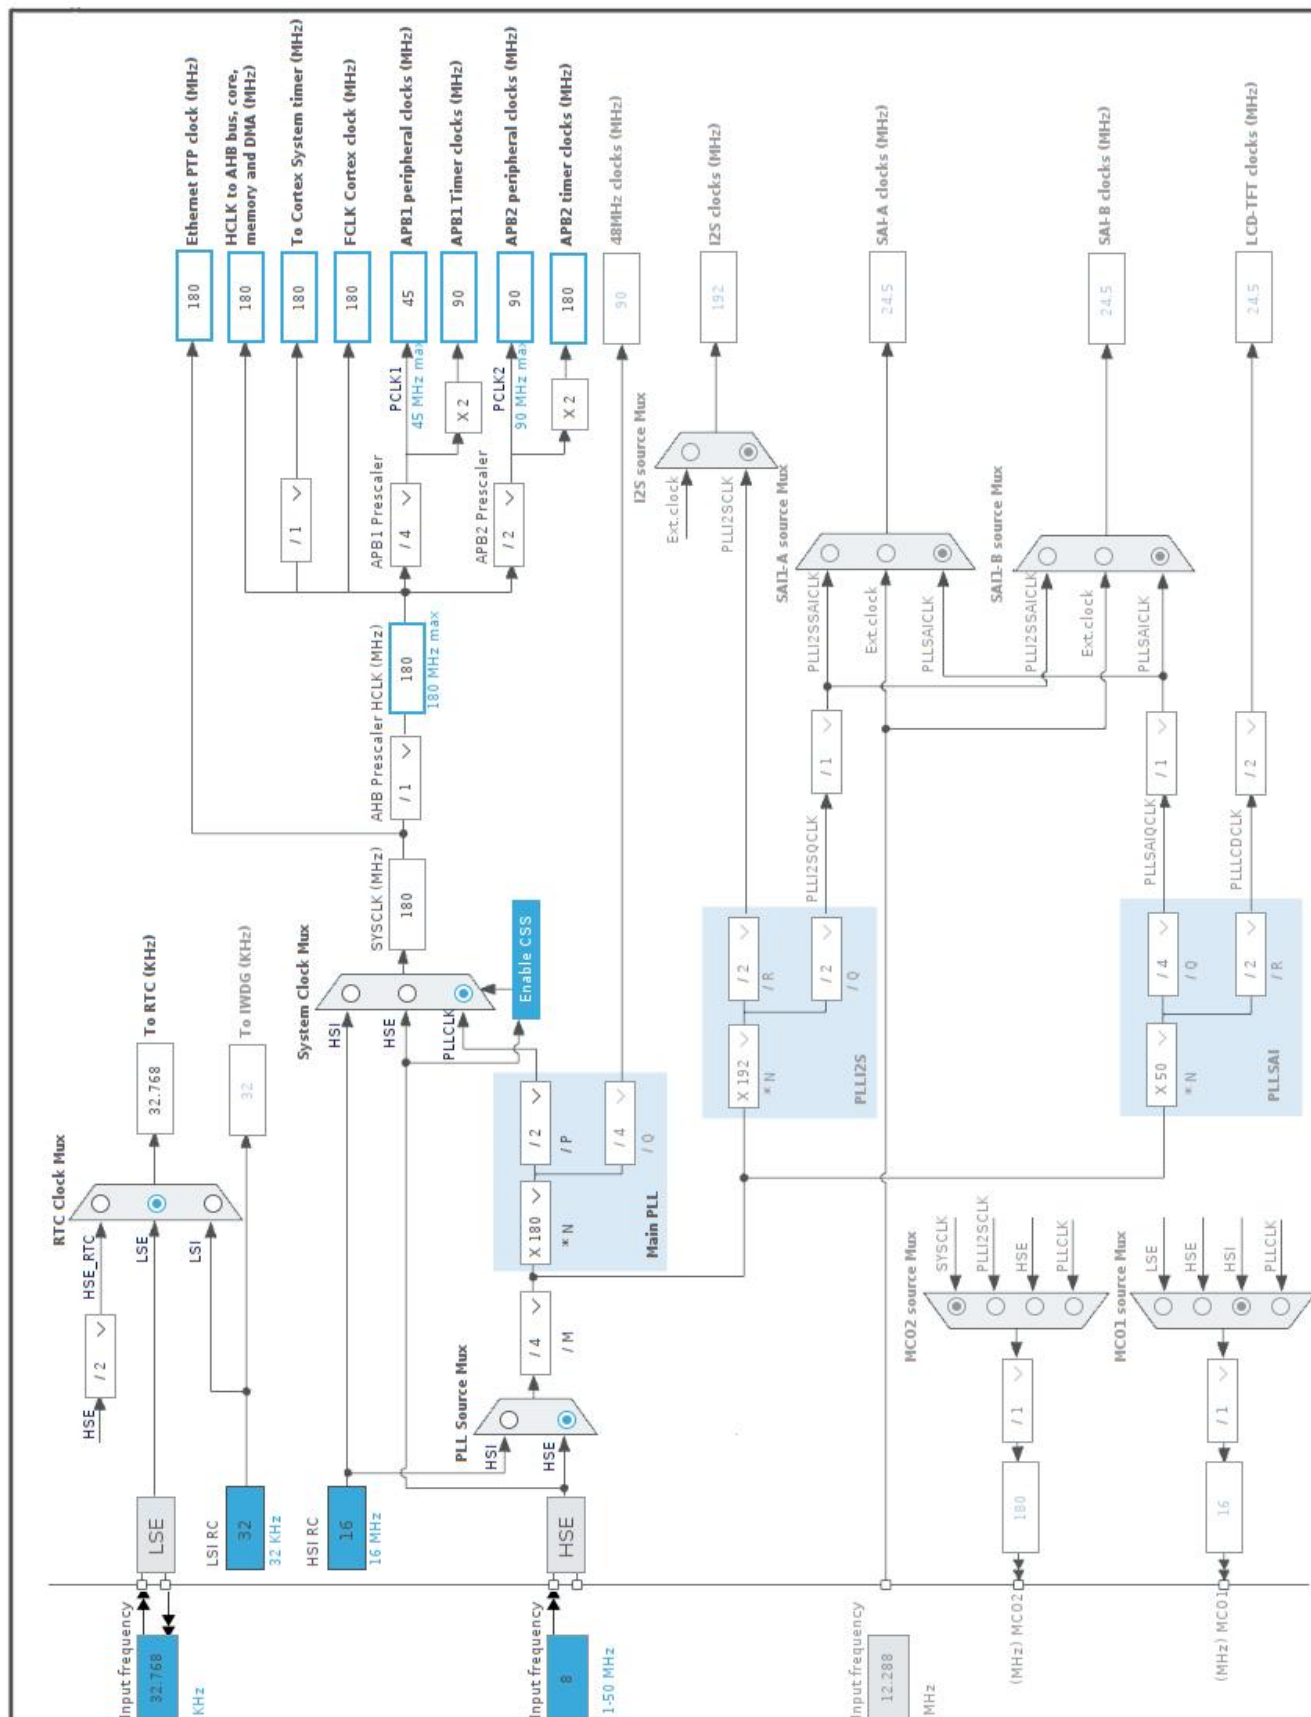 Input frequency
32.768
KHz
LSE
LSI RC
32
32 KHz
HSE
/ 2
HSE_RTC
LSE
LSI
RTC Clock Mux
32.768
To RTC (KHz)
32
To IWDG (KHz)
HSI RC
16
16 MHz
Input frequency
8
1-50 MHz
HSE
PLL Source Mux
HSI
HSE
/ 4
/ M
X 180
* N
/ 2
/ P
/ 4
/ Q
Main PLL
System Clock Mux
HSI
HSE
PLLCLK
Enable CSS
SYSCLK (MHz)
180
AHB Prescaler
/ 1
HCLK (MHz)
180
180 MHz max
/ 1
APB1 Prescaler
/ 4
PCLK1
45 MHz max
X 2
APB2 Prescaler
/ 2
PCLK2
90 MHz max
X 2
180
Ethernet PTP clock (MHz)
180
HCLK to AHB bus, core,
memory and DMA (MHz)
180
To Cortex System timer (MHz)
180
FCLK Cortex clock (MHz)
45
APB1 peripheral clocks (MHz)
90
APB1 Timer clocks (MHz)
90
APB2 peripheral clocks (MHz)
180
APB2 timer clocks (MHz)
90
48MHz clocks (MHz)
X 192
* N
/ 2
/ R
/ 2
/ Q
PLLI2S
PLLI2SQCLK
/ 1
I2S source Mux
Ext.clock
PLLI2SCLK
192
I2S clocks (MHz)
SAI1-A source Mux
PLLI2SSAICLK
Ext.clock
PLLSAICLK
24.5
SAI-A clocks (MHz)
SAI1-B source Mux
PLLI2SSAICLK
Ext.clock
PLLSAICLK
24.5
SAI-B clocks (MHz)
X 50
* N
/ 4
/ Q
/ 2
/ R
PLLSAI
PLLSAIQCLK
/ 1
PLLLCDCLK
/ 2
24.5
LCD-TFT clocks (MHz)
Input frequency
12.288
MHz
MCO2 source Mux
SYSCLK
PLLI2SCLK
HSE
PLLCLK
/ 1
180
(MHz) MCO2
MCO1 source Mux
LSE
HSE
HSI
PLLCLK
/ 1
16
(MHz) MCO1